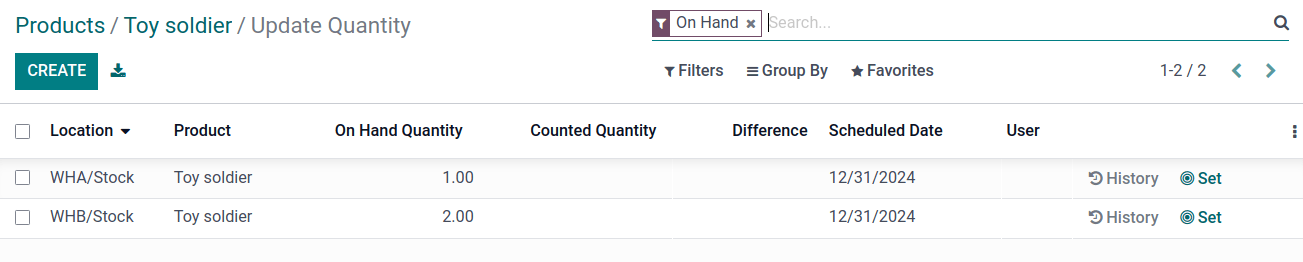 Products / Toy soldier / Update Quantity
On Hand × Search...
CREATE
Filters Group By Favorites 1-2 / 2
Location Product On Hand Quantity Counted Quantity Difference Scheduled Date User
WHA/Stock Toy soldier 1.00 12/31/2024 History Set
WHB/Stock Toy soldier 2.00 12/31/2024 History Set